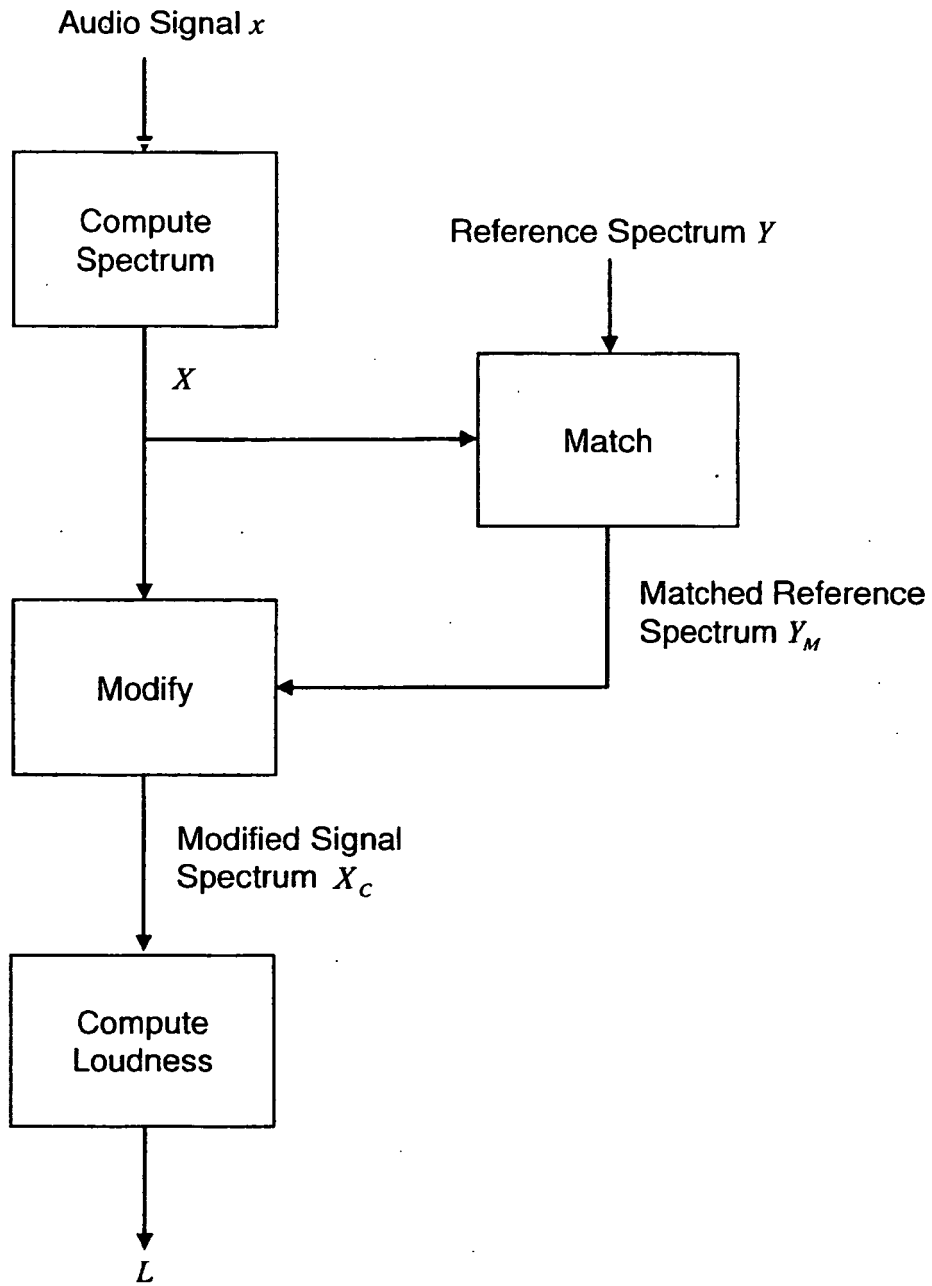 Audio Signal x
Compute
Spectrum
Reference Spectrum Y
X
Match
Matched Reference
Spectrum Y_M
Modify
Modified Signal
Spectrum X_C
Compute
Loudness
L